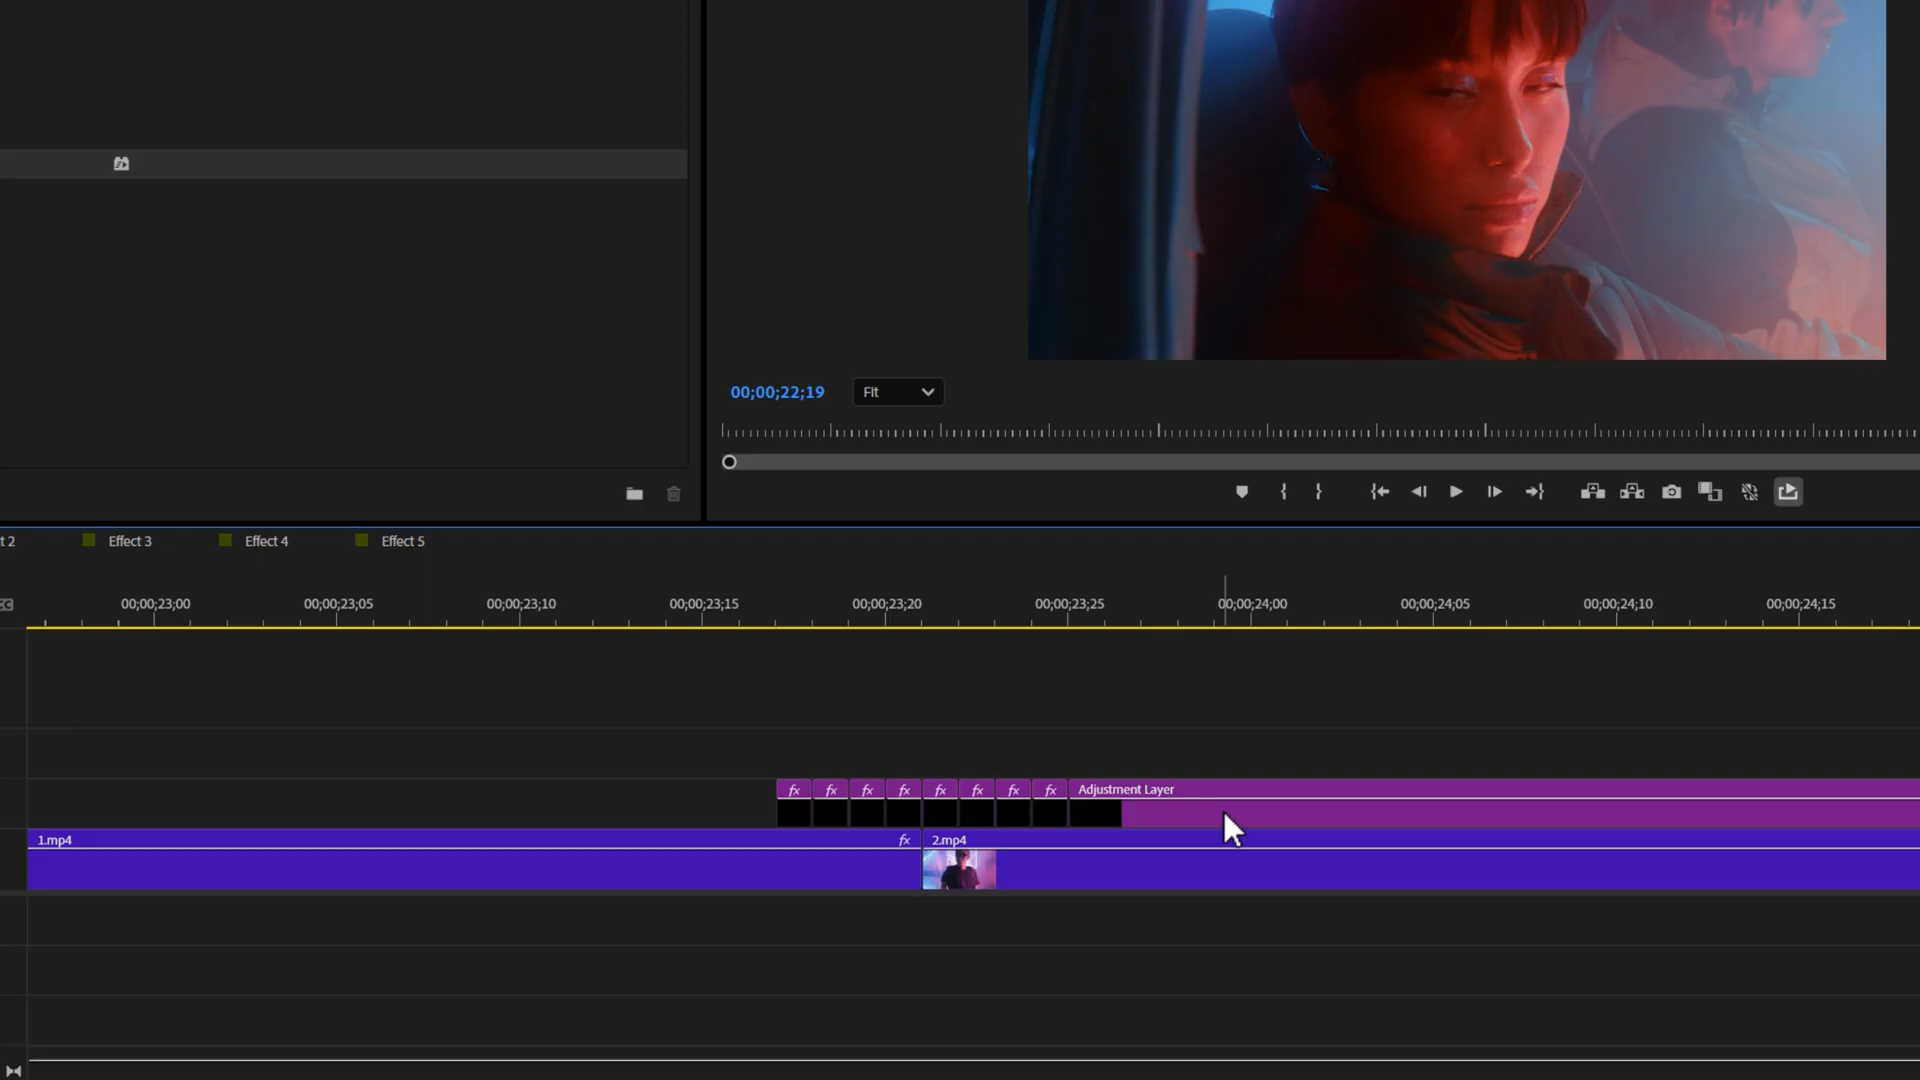 00;00;22;19
Fit
t 2
Effect 3
Effect 4
Effect 5
00;00;23;00
00;00;23;05
00;00;23;10
00;00;23;15
00;00;23;20
00;00;23;25
00;00;24;00
00;00;24;05
00;00;24;10
00;00;24;15
fx
fx
fx
fx
fx
fx
fx
fx
Adjustment Layer
1.mp4
fx
2.mp4